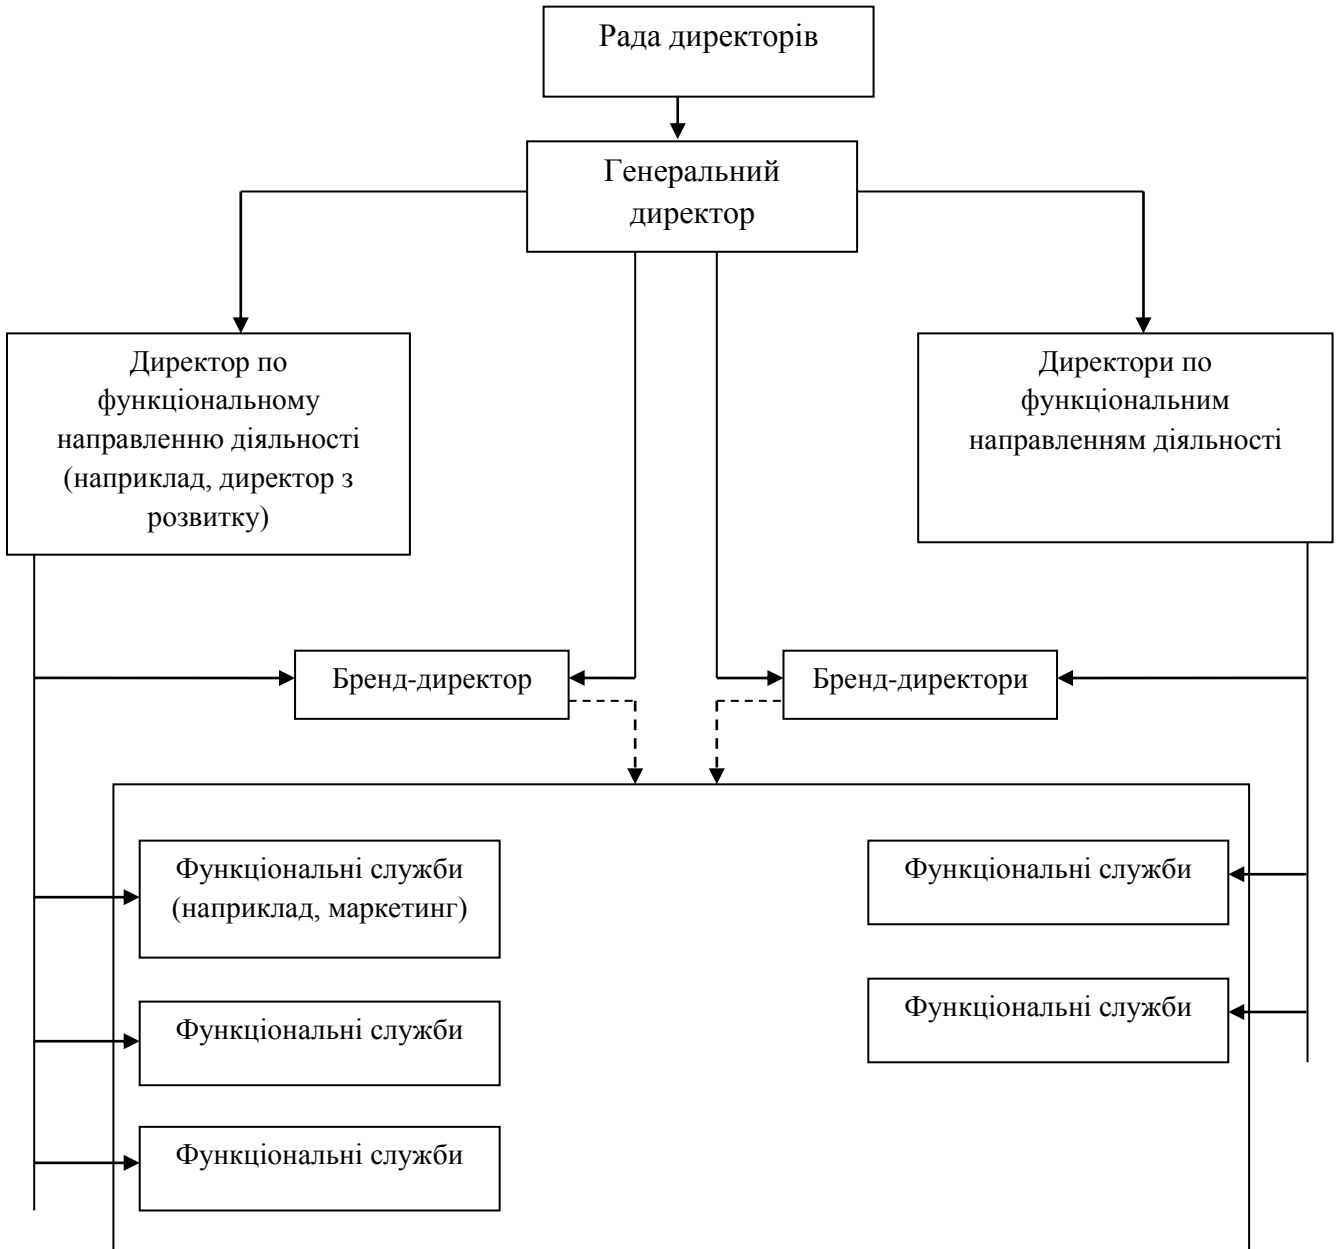 Рада директорів
Генеральний
директор
Директор по
функціональному
направленню діяльності
(наприклад, директор з
розвитку)
Директори по
функціональним
направленням діяльності
Бренд-директор
Бренд-директори
Функціональні служби
(наприклад, маркетинг)
Функціональні служби
Функціональні служби
Функціональні служби
Функціональні служби